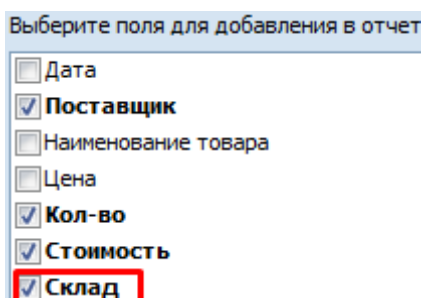 Выберите поля для добавления в отчет
Дата
Поставщик
Наименование товара
Цена
Кол-во
Стоимость
Склад